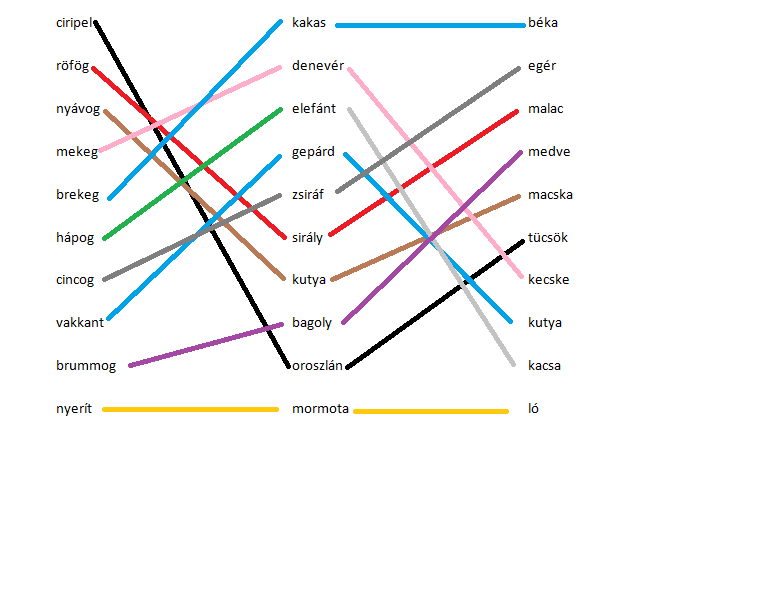 ciripel kakas béka
röfög denevér egér
nyávog elefánt malac
mekeg gepárd medve
brekeg zsiráf macska
hápog sirály tücsök
cincog kutya kecske
vakkant bagoly kutya
brummog oroszlán kacsa
nyerít mormota ló